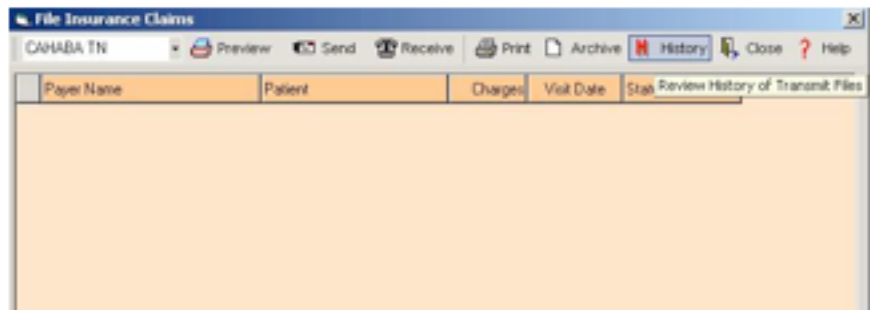 File Insurance Claims
CAHABA TN Preview Send Receive Print Archive History Close ? Help
Payer Name Patient Charges Visit Date Stat
Review History of Transmit Files